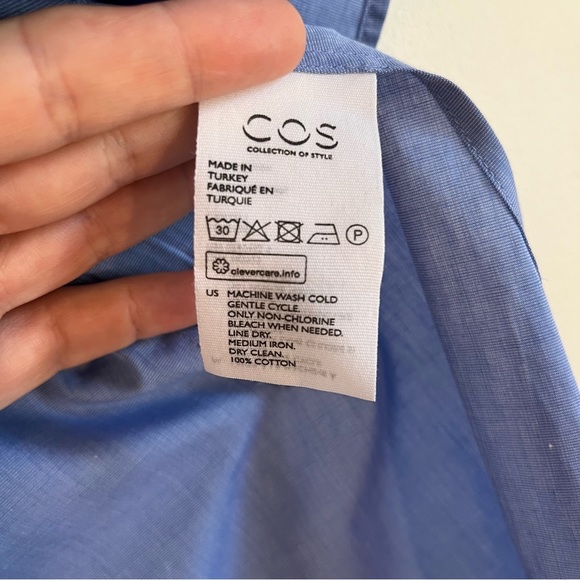 COS
COLLECTION OF STYLE
MADE IN
TURKEY
FABRIQUÉ EN
TURQUIE
30 P
clevercare.info
US MACHINE WASH COLD
GENTLE CYCLE.
ONLY NON-CHLORINE
BLEACH WHEN NEEDED.
LINE DRY.
MEDIUM IRON.
DRY CLEAN.
100% COTTON